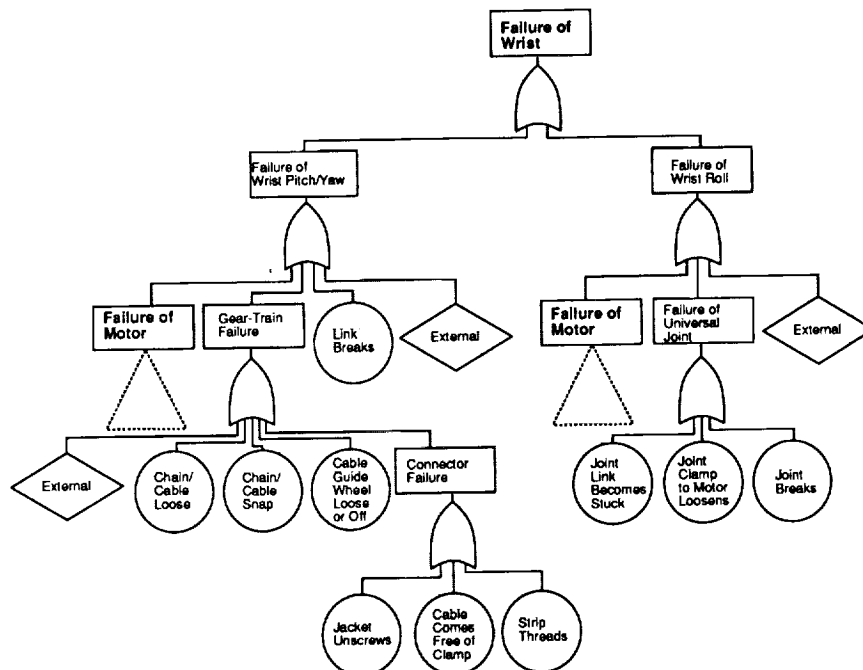 Failure of
Wrist
Failure of
Wrist Pitch/Yaw
Failure of
Wrist Roll
Failure of
Motor
Gear-Train
Failure
Link
Breaks
External
Failure of
Motor
Failure of
Universal
Joint
External
External
Chain/
Cable
Loose
Chain/
Cable
Snap
Cable
Guide
Wheel
Loose
or Off
Connector
Failure
Joint
Link
Becomes
Stuck
Joint
Clamp
to Motor
Loosens
Joint
Breaks
Jacket
Unscrews
Cable
Comes
Free of
Clamp
Strip
Threads